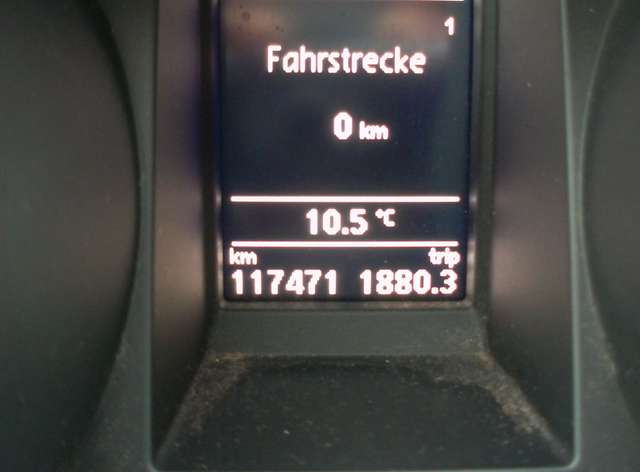 1
Fahrstrecke
0 km
10.5 °C
km trip
117471 1880.3